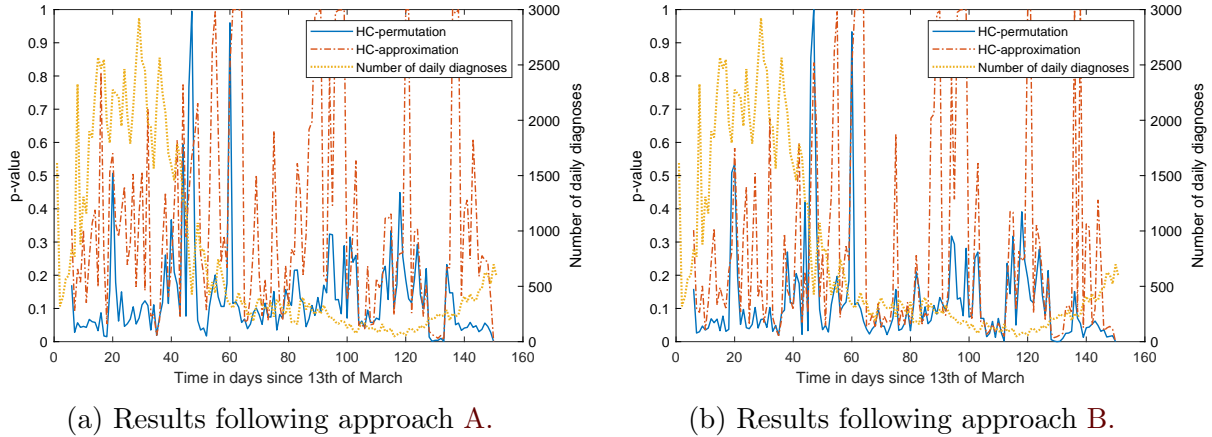 1
0.9
0.8
0.7
0.6
0.5
0.4
0.3
0.2
0.1
0
p-value
0 20 40 60 80 100 120 140 160
Time in days since 13th of March
3000
2500
2000
1500
1000
500
0
Number of daily diagnoses
HC-permutation
HC-approximation
Number of daily diagnoses
(a) Results following approach A.
1
0.9
0.8
0.7
0.6
0.5
0.4
0.3
0.2
0.1
0
p-value
0 20 40 60 80 100 120 140 160
Time in days since 13th of March
3000
2500
2000
1500
1000
500
0
Number of daily diagnoses
HC-permutation
HC-approximation
Number of daily diagnoses
(b) Results following approach B.